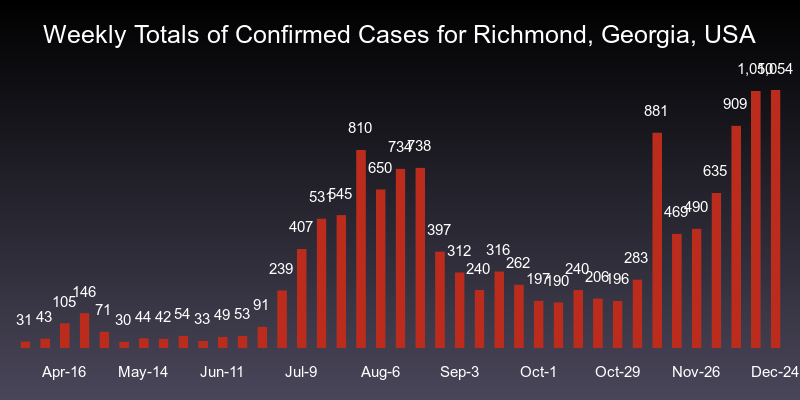 Weekly Totals of Confirmed Cases for Richmond, Georgia, USA
31 43 105 146 71 30 44 42 54 33 49 53 91 239 407 531 545 810 650 734 738 397 312 240 316 262 197 190 240 206 196 283 881 469 490 635 909 1,050 1,054
Apr-16 May-14 Jun-11 Jul-9 Aug-6 Sep-3 Oct-1 Oct-29 Nov-26 Dec-24